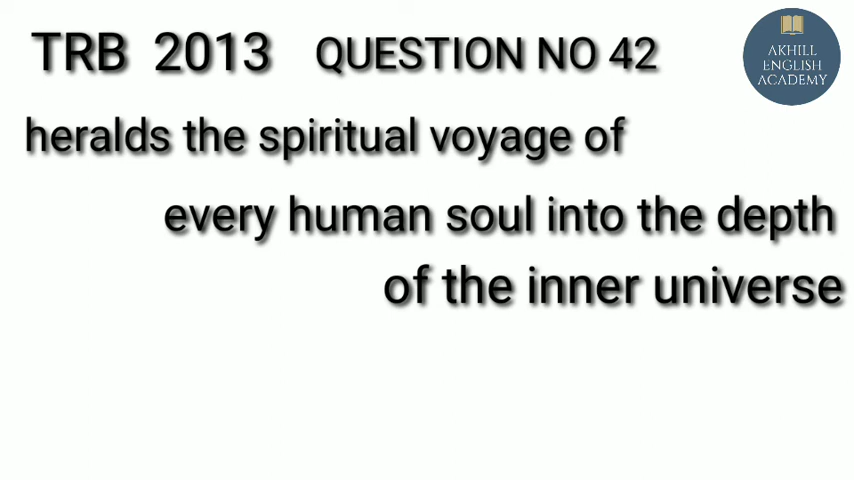 TRB 2013 QUESTION NO 42
AKHILL
ENGLISH
ACADEMY
heralds the spiritual voyage of
every human soul into the depth
of the inner universe